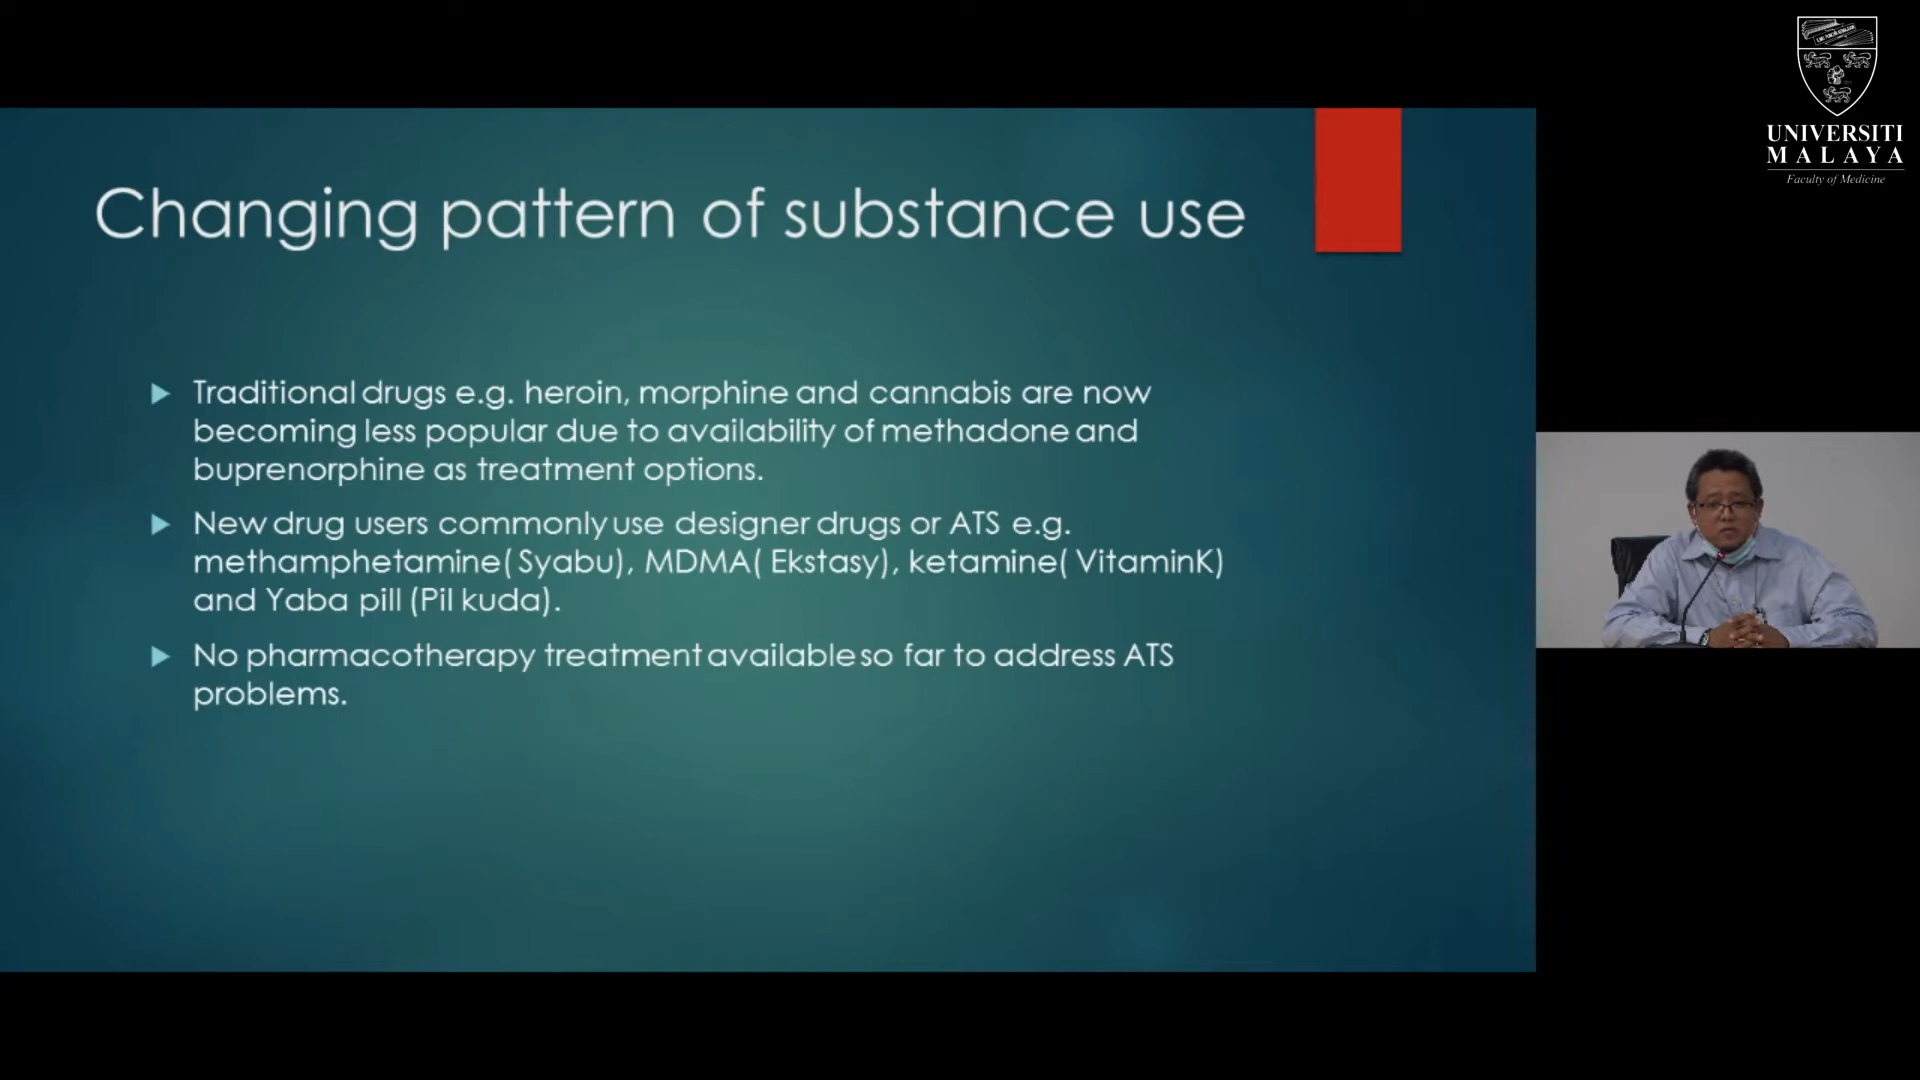 UNIVERSITI
MALAYA
Faculty of Medicine
Changing pattern of substance use
Traditional drugs e.g. heroin, morphine and cannabis are now
becoming less popular due to availability of methadone and
buprenorphine as treatment options.
New drug users commonly use designer drugs or ATS e.g.
methamphetamine( Syabu), MDMA( Ekstasy), ketamine( VitaminK)
and Yaba pill (Pil kuda).
No pharmacotherapy treatment available so far to address ATS
problems.